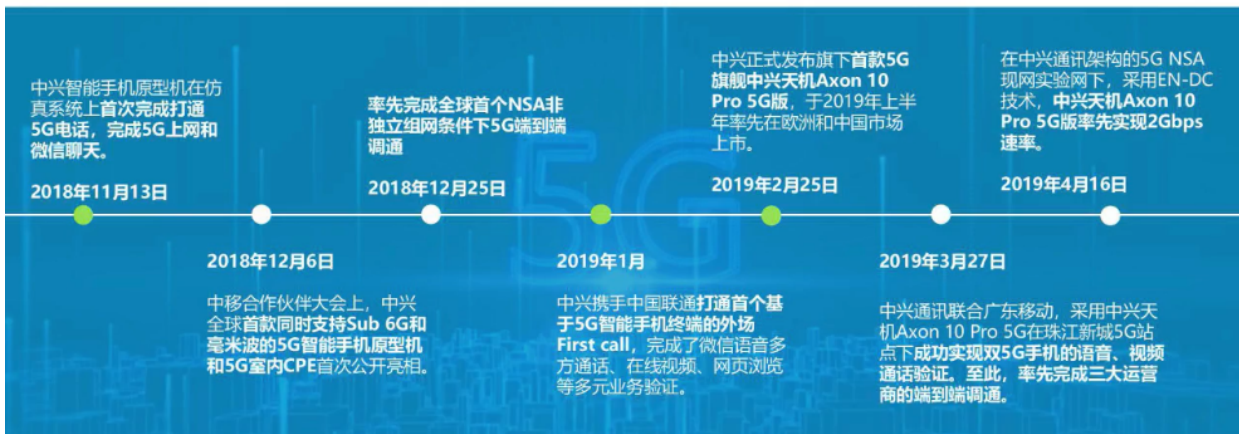 中兴智能手机原型机在仿
真系统上首次完成打通
5G电话，完成5G上网和
微信聊天。
2018年11月13日
2018年12月6日
中移合作伙伴大会上，中兴
全球首款同时支持Sub 6G和
毫米波的5G智能手机原型机
和5G室内CPE首次公开亮相。
率先完成全球首个NSA非
独立组网条件下5G端到端
调通
2018年12月25日
2019年1月
中兴携手中国联通打通首个基
于5G智能手机终端的外场
First call，完成了微信语音多
方通话、在线视频、网页浏览
等多元业务验证。
中兴正式发布旗下首款5G
旗舰中兴天机Axon 10
Pro 5G版，于2019年上半
年率先在欧洲和中国市场
上市。
2019年2月25日
2019年3月27日
中兴通讯联合广东移动，采用中兴天
机Axon 10 Pro 5G在珠江新城5G站
点下成功实现双5G手机的语音、视频
通话验证。至此，率先完成三大运营
商的端到端调通。
在中兴通讯架构的5G NSA
现网实验网下，采用EN-DC
技术，中兴天机Axon 10
Pro 5G版率先实现2Gbps
速率。
2019年4月16日
5G